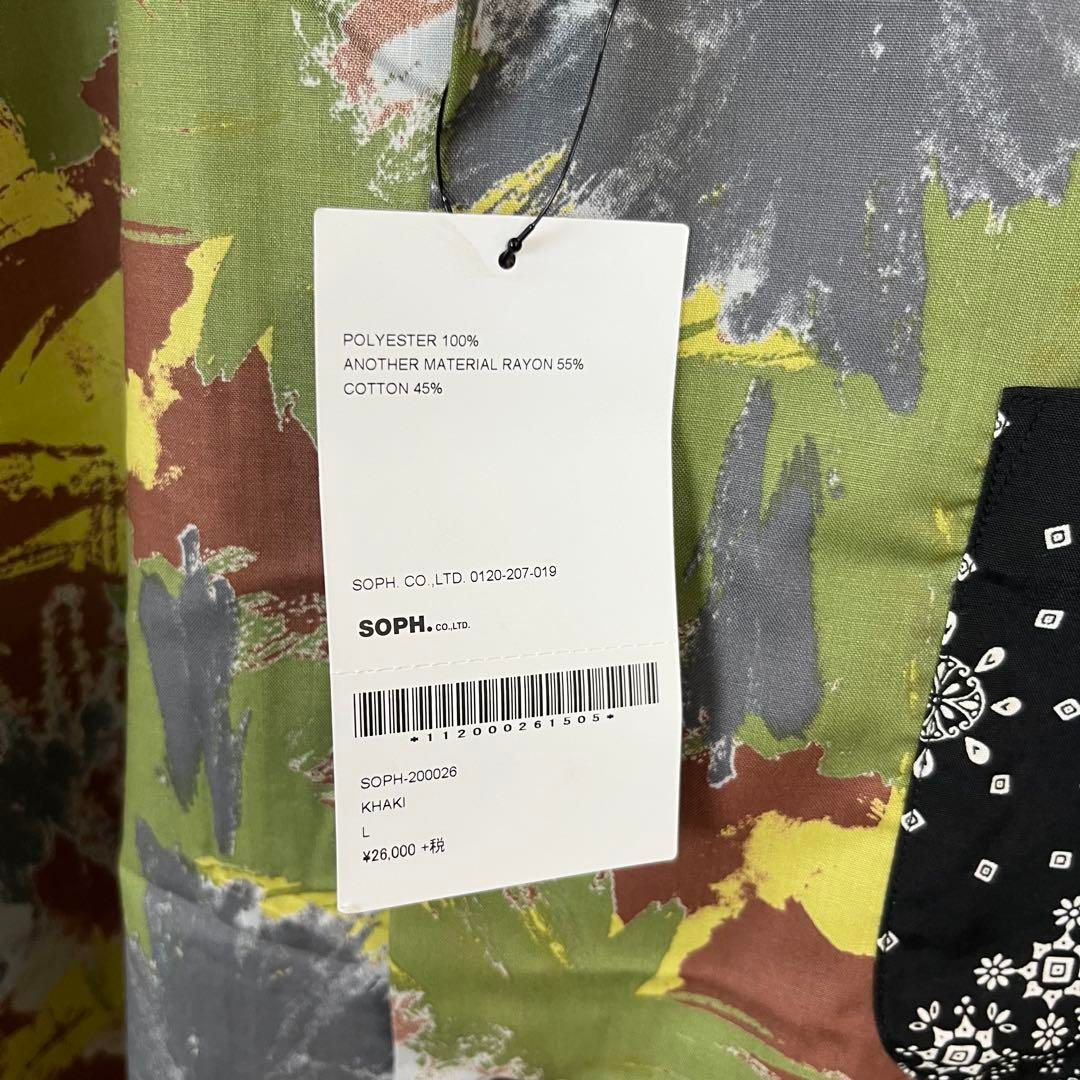 POLYESTER 100%
ANOTHER MATERIAL RAYON 55%
COTTON 45%
SOPH. CO.,LTD. 0120-207-019
SOPH. CO.,LTD.
*112000261505*
SOPH-200026
KHAKI
L
¥26,000 +税